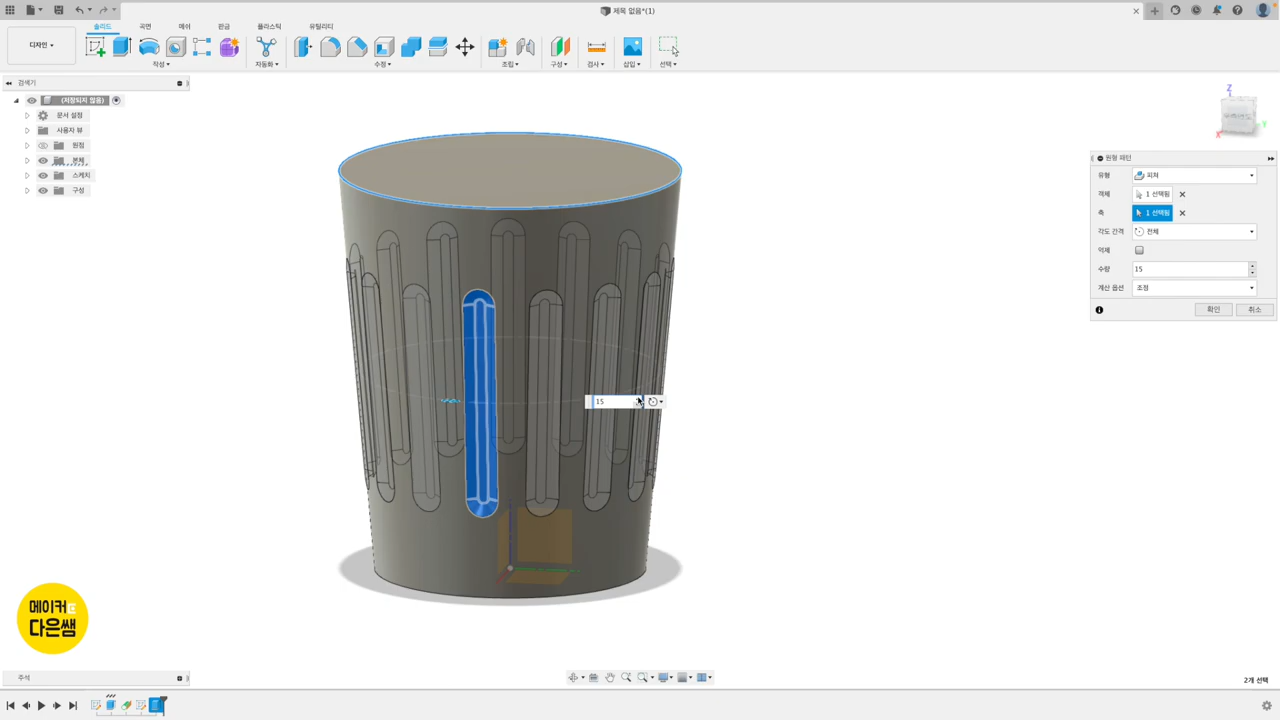 제목 없음*(1)
디자인
솔리드
곡면
메쉬
판금
플라스틱
유틸리티
작성
자동화
수정
조립
구성
검사
삽입
선택
검색기
(저장되지 않음)
문서 설정
사용자 뷰
원점
본체
스케치
구성
Z
Y
X
원형 패턴
유형
피쳐
객체
1 선택됨
축
1 선택됨
각도 간격
전체
억제
수량
15
계산 옵션
조정
확인
취소
15
메이커
다은쌤
주석
2개 선택